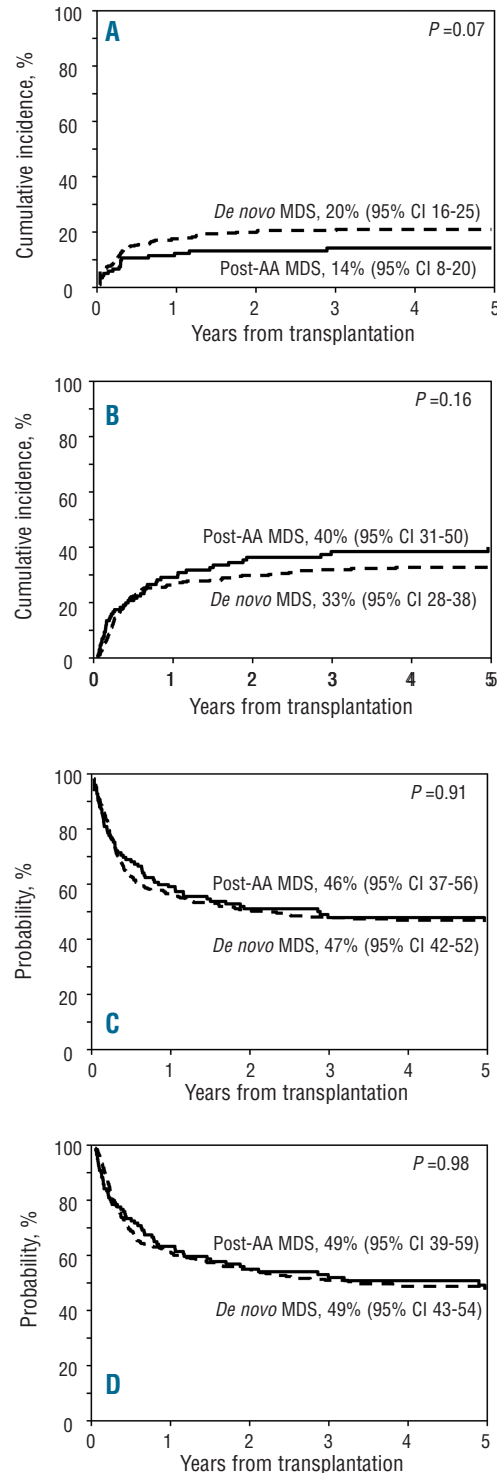 A
P =0.07
Cumulative incidence, %
100
80
60
40
20
0
De novo MDS, 20% (95% CI 16-25)
Post-AA MDS, 14% (95% CI 8-20)
0 1 2 3 4 5
Years from transplantation
B
P =0.16
Cumulative incidence, %
100
80
60
40
20
0
Post-AA MDS, 40% (95% CI 31-50)
De novo MDS, 33% (95% CI 28-38)
0 1 2 3 4 5
Years from transplantation
P =0.91
Probability, %
100
80
60
40
20
0
Post-AA MDS, 46% (95% CI 37-56)
De novo MDS, 47% (95% CI 42-52)
C
0 1 2 3 4 5
Years from transplantation
P =0.98
Probability, %
100
80
60
40
20
0
Post-AA MDS, 49% (95% CI 39-59)
De novo MDS, 49% (95% CI 43-54)
D
0 1 2 3 4 5
Years from transplantation